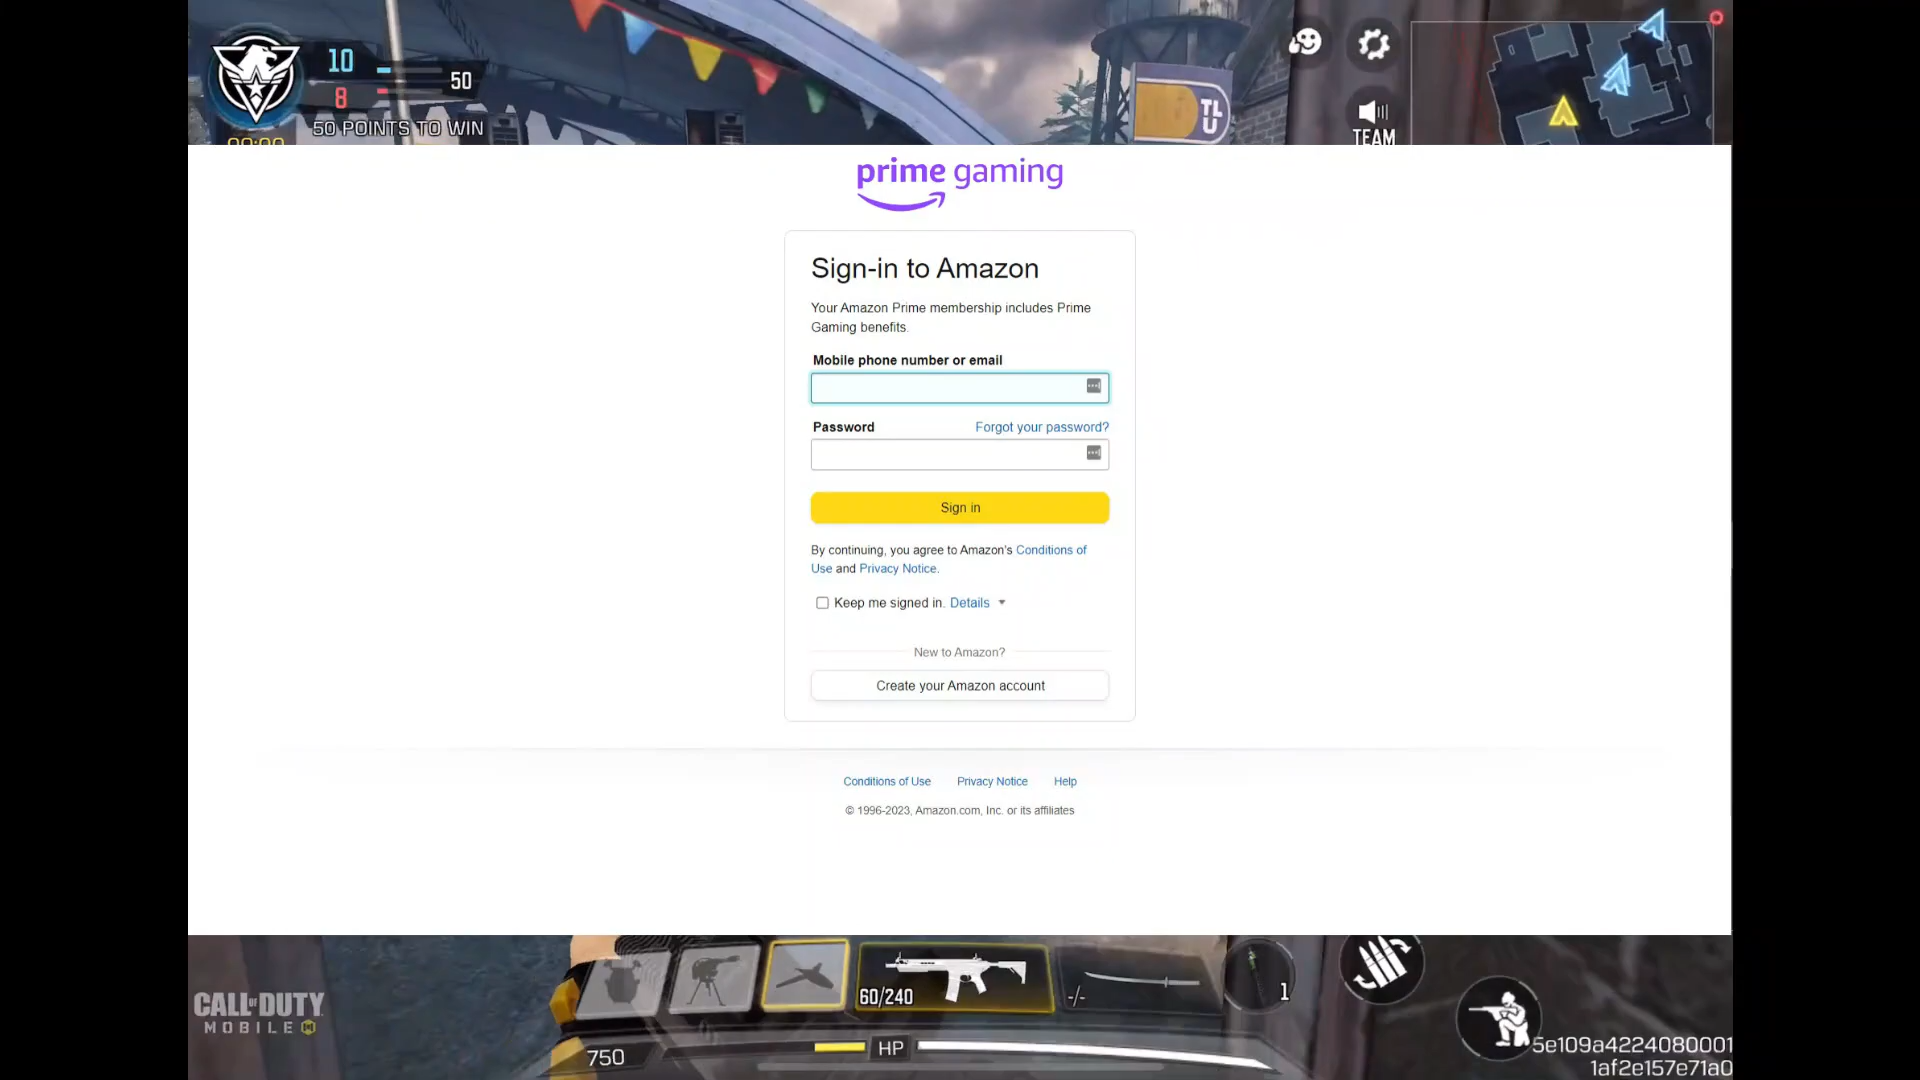 10
8
50
50 POINTS TO WIN
TEAM
prime gaming
Sign-in to Amazon
Your Amazon Prime membership includes Prime
Gaming benefits.
Mobile phone number or email
Password
Forgot your password?
Sign in
By continuing, you agree to Amazon's Conditions of
Use and Privacy Notice.
Keep me signed in. Details
New to Amazon?
Create your Amazon account
Conditions of Use
Privacy Notice
Help
© 1996-2023, Amazon.com, Inc. or its affiliates
CALL OF DUTY
MOBILE
60/240
-/-
1
750
HP
5e109a4224080001
1af2e157e71a0